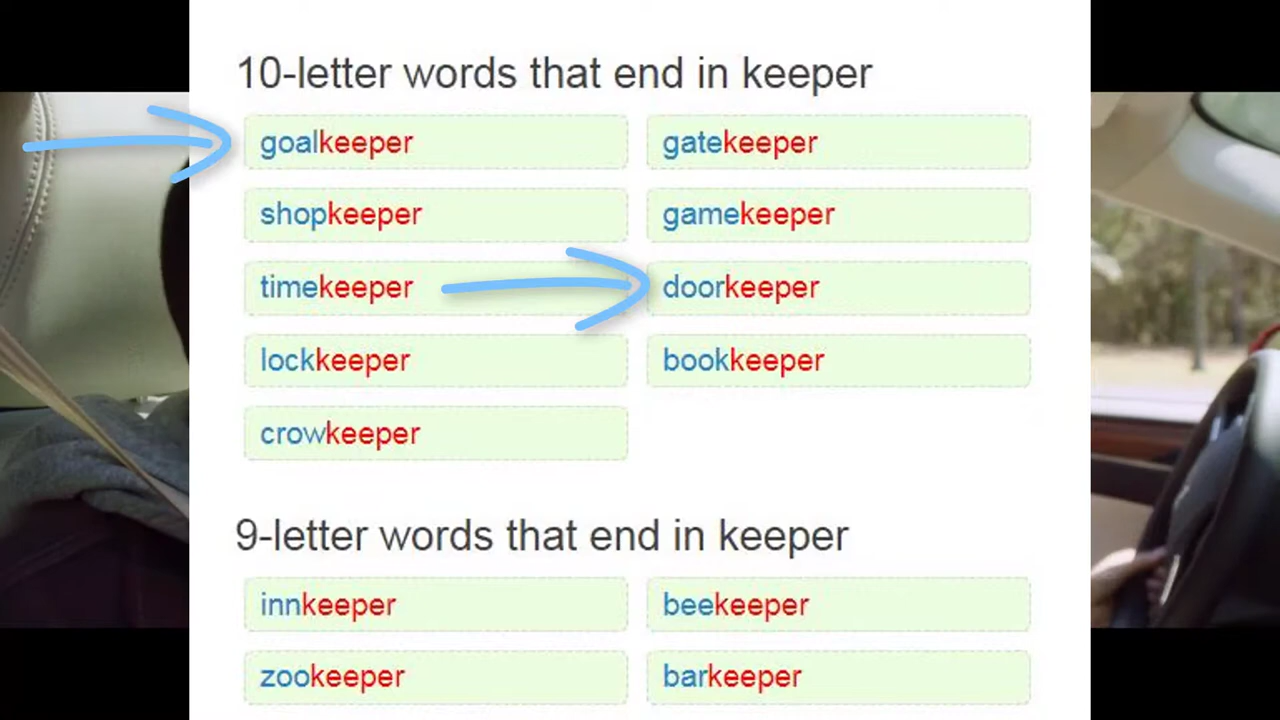 10-letter words that end in keeper
goalkeeper gatekeeper
shopkeeper gamekeeper
timekeeper doorkeeper
lockkeeper bookkeeper
crowkeeper
9-letter words that end in keeper
innkeeper beekeeper
zookeeper barkeeper